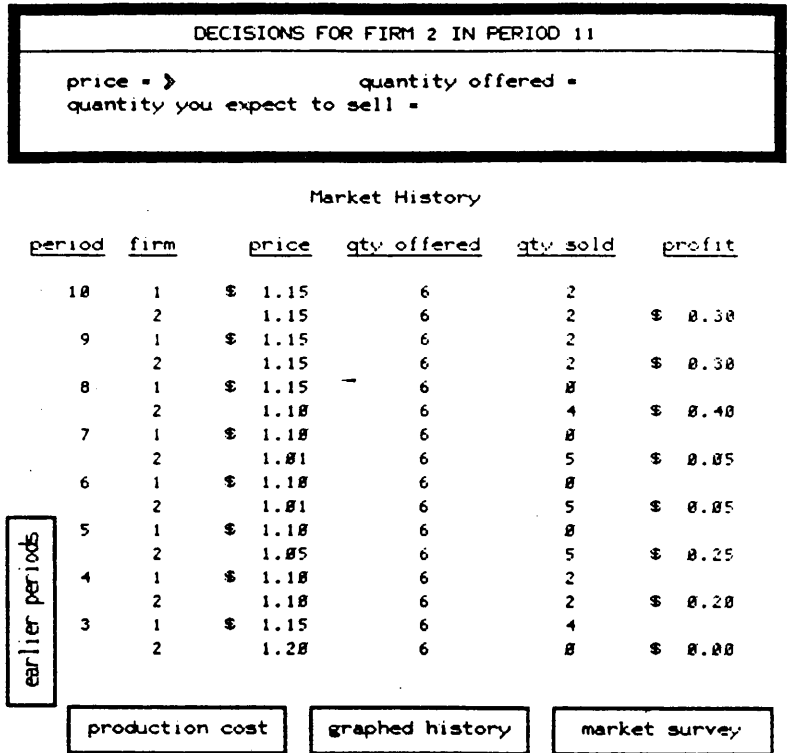 DECISIONS FOR FIRM 2 IN PERIOD 11
price = » quantity offered =
quantity you expect to sell =
Market History
period firm price qty offered qty sold profit
10 1 $ 1.15 6 2
2 1.15 6 2 $ 0.30
9 1 $ 1.15 6 2
2 1.15 6 2 $ 0.30
8 1 $ 1.15 6 0
2 1.10 6 4 $ 0.40
7 1 $ 1.10 6 0
2 1.01 6 5 $ 0.05
6 1 $ 1.10 6 0
2 1.01 6 5 $ 0.05
5 1 $ 1.10 6 0
2 1.05 6 5 $ 0.25
4 1 $ 1.10 6 2
2 1.10 6 2 $ 0.20
3 1 $ 1.15 6 4
2 1.20 6 0 $ 0.00
earlier periods
production cost graphed history market survey